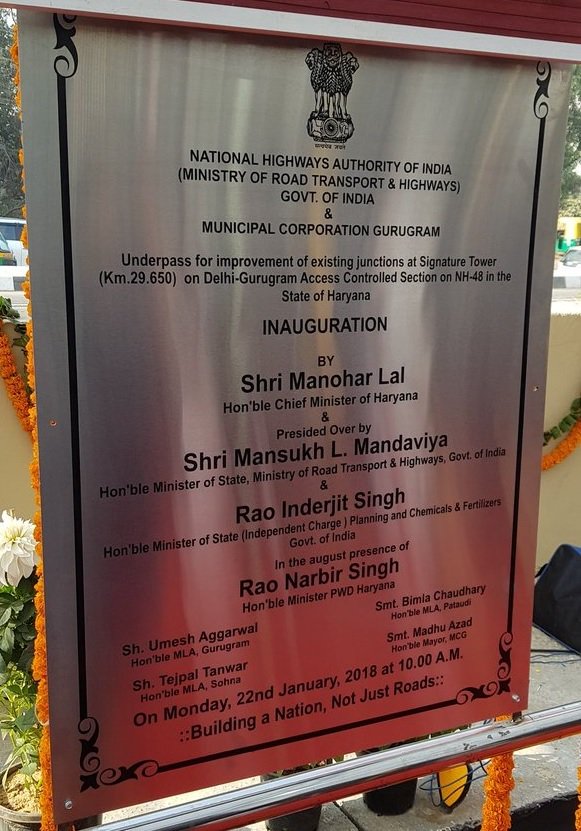 सत्यमेव जयते
NATIONAL HIGHWAYS AUTHORITY OF INDIA
(MINISTRY OF ROAD TRANSPORT & HIGHWAYS)
GOVT. OF INDIA
&
MUNICIPAL CORPORATION GURUGRAM
Underpass for improvement of existing junctions at Signature Tower
(Km.29.650) on Delhi-Gurugram Access Controlled Section on NH-48 in the
State of Haryana
INAUGURATION
BY
Shri Manohar Lal
Hon'ble Chief Minister of Haryana
&
Presided Over by
Shri Mansukh L. Mandaviya
Hon'ble Minister of State, Ministry of Road Transport & Highways, Govt. of India
&
Rao Inderjit Singh
Hon'ble Minister of State (Independent Charge ) Planning and Chemicals & Fertilizers
Govt. of India
In the august presence of
Rao Narbir Singh
Hon'ble Minister PWD Haryana
Smt. Bimla Chaudhary
Hon'ble MLA, Pataudi
Sh. Umesh Aggarwal
Hon'ble MLA, Gurugram
Smt. Madhu Azad
Hon'ble Mayor, MCG
Sh. Tejpal Tanwar
Hon'ble MLA, Sohna
On Monday, 22nd January, 2018 at 10.00 A.M.
::Building a Nation, Not Just Roads::